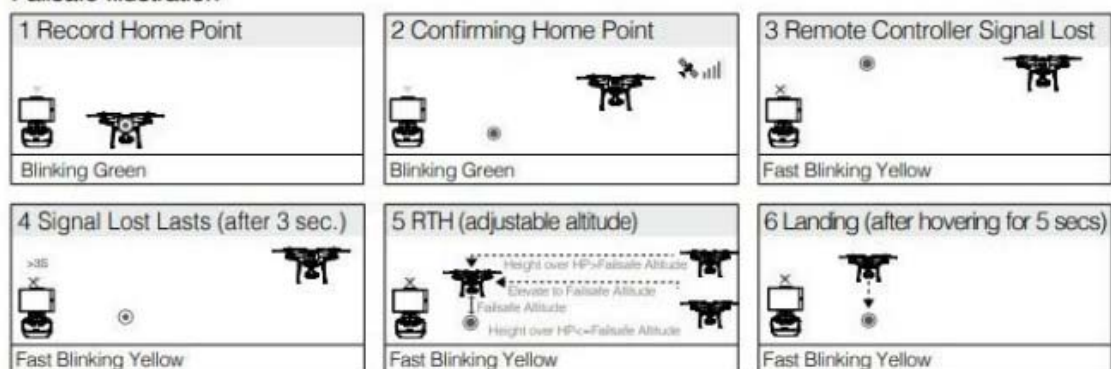 Failsafe Illustration
1 Record Home Point
Blinking Green
2 Confirming Home Point
Blinking Green
3 Remote Controller Signal Lost
Fast Blinking Yellow
4 Signal Lost Lasts (after 3 sec.)
>3S
Fast Blinking Yellow
5 RTH (adjustable altitude)
Height over HP>Failsafe Altitude
Elevate to Failsafe Altitude
Failsafe Altitude
Height over HP<=Failsafe Altitude
Fast Blinking Yellow
6 Landing (after hovering for 5 secs)
Fast Blinking Yellow